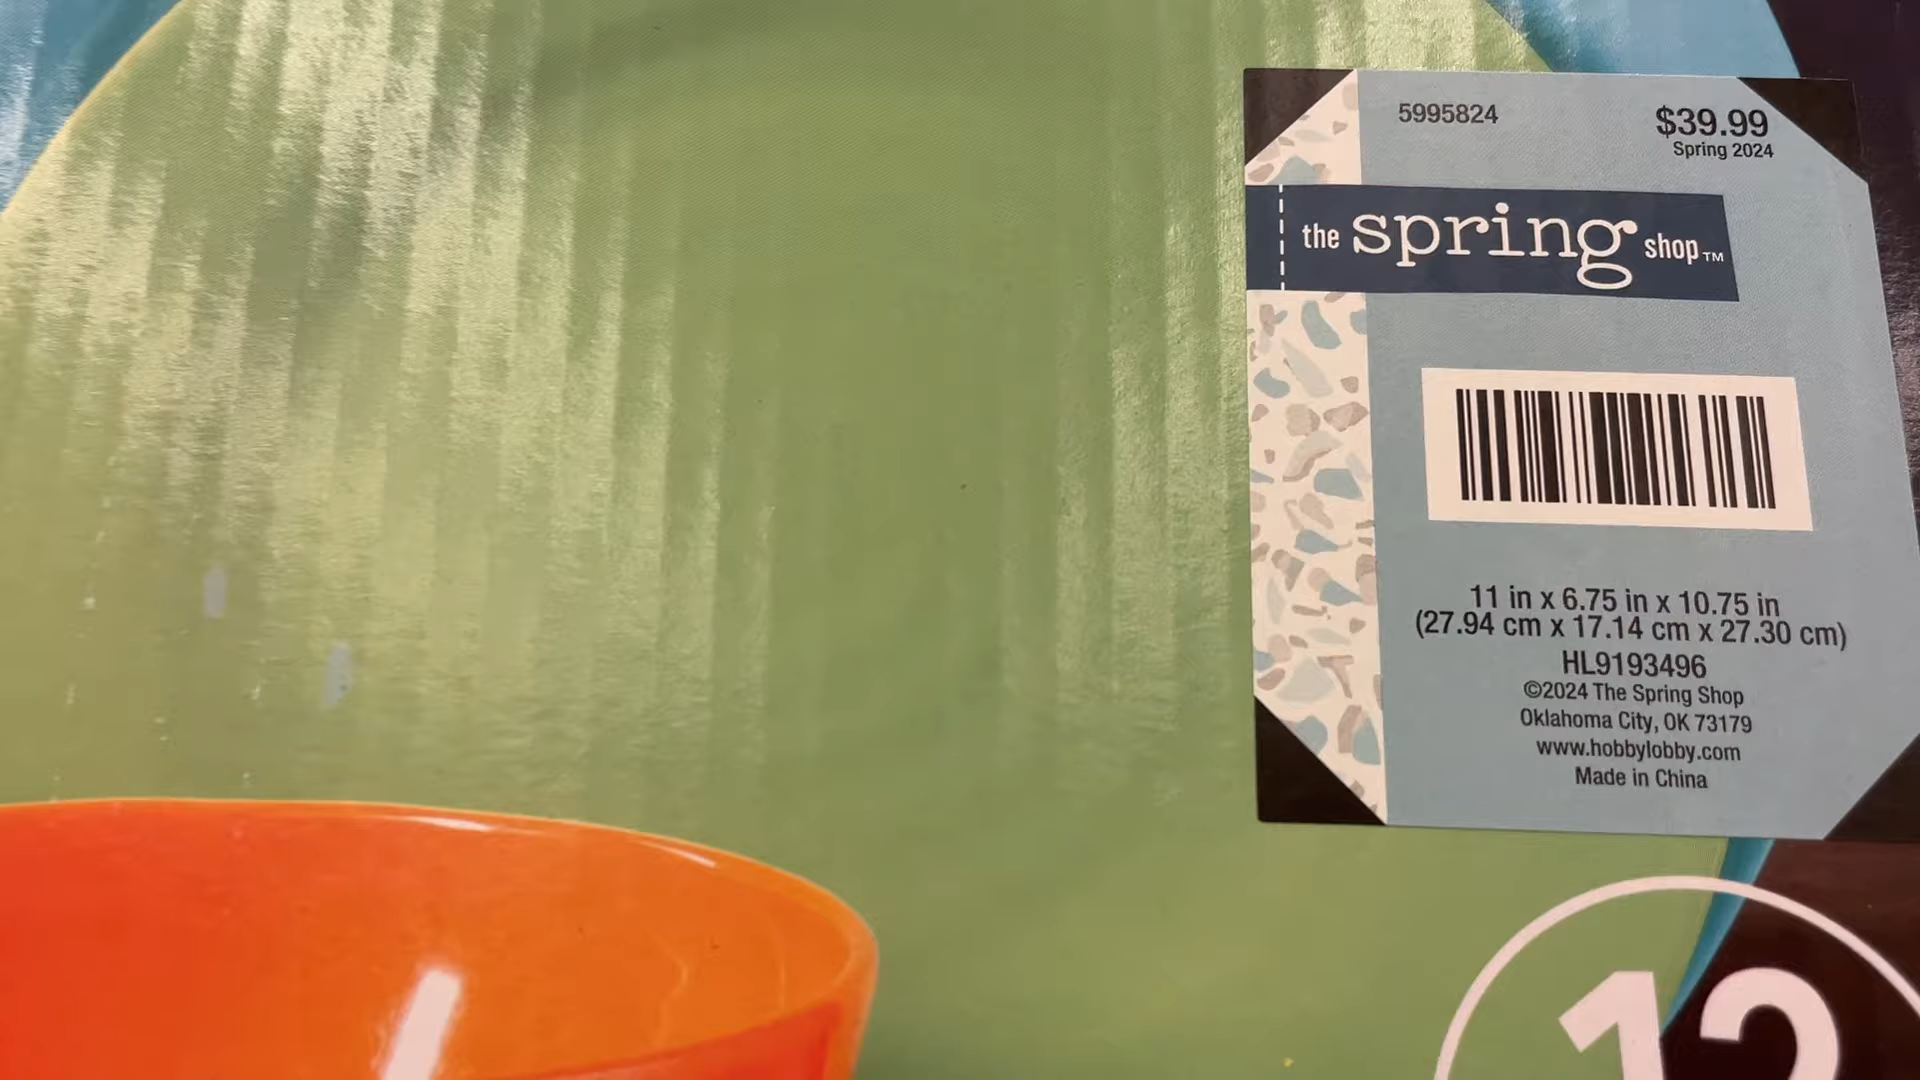 5995824
$39.99
Spring 2024
the spring shop™
11 in x 6.75 in x 10.75 in
(27.94 cm x 17.14 cm x 27.30 cm)
HL9193496
©2024 The Spring Shop
Oklahoma City, OK 73179
www.hobbylobby.com
Made in China
12